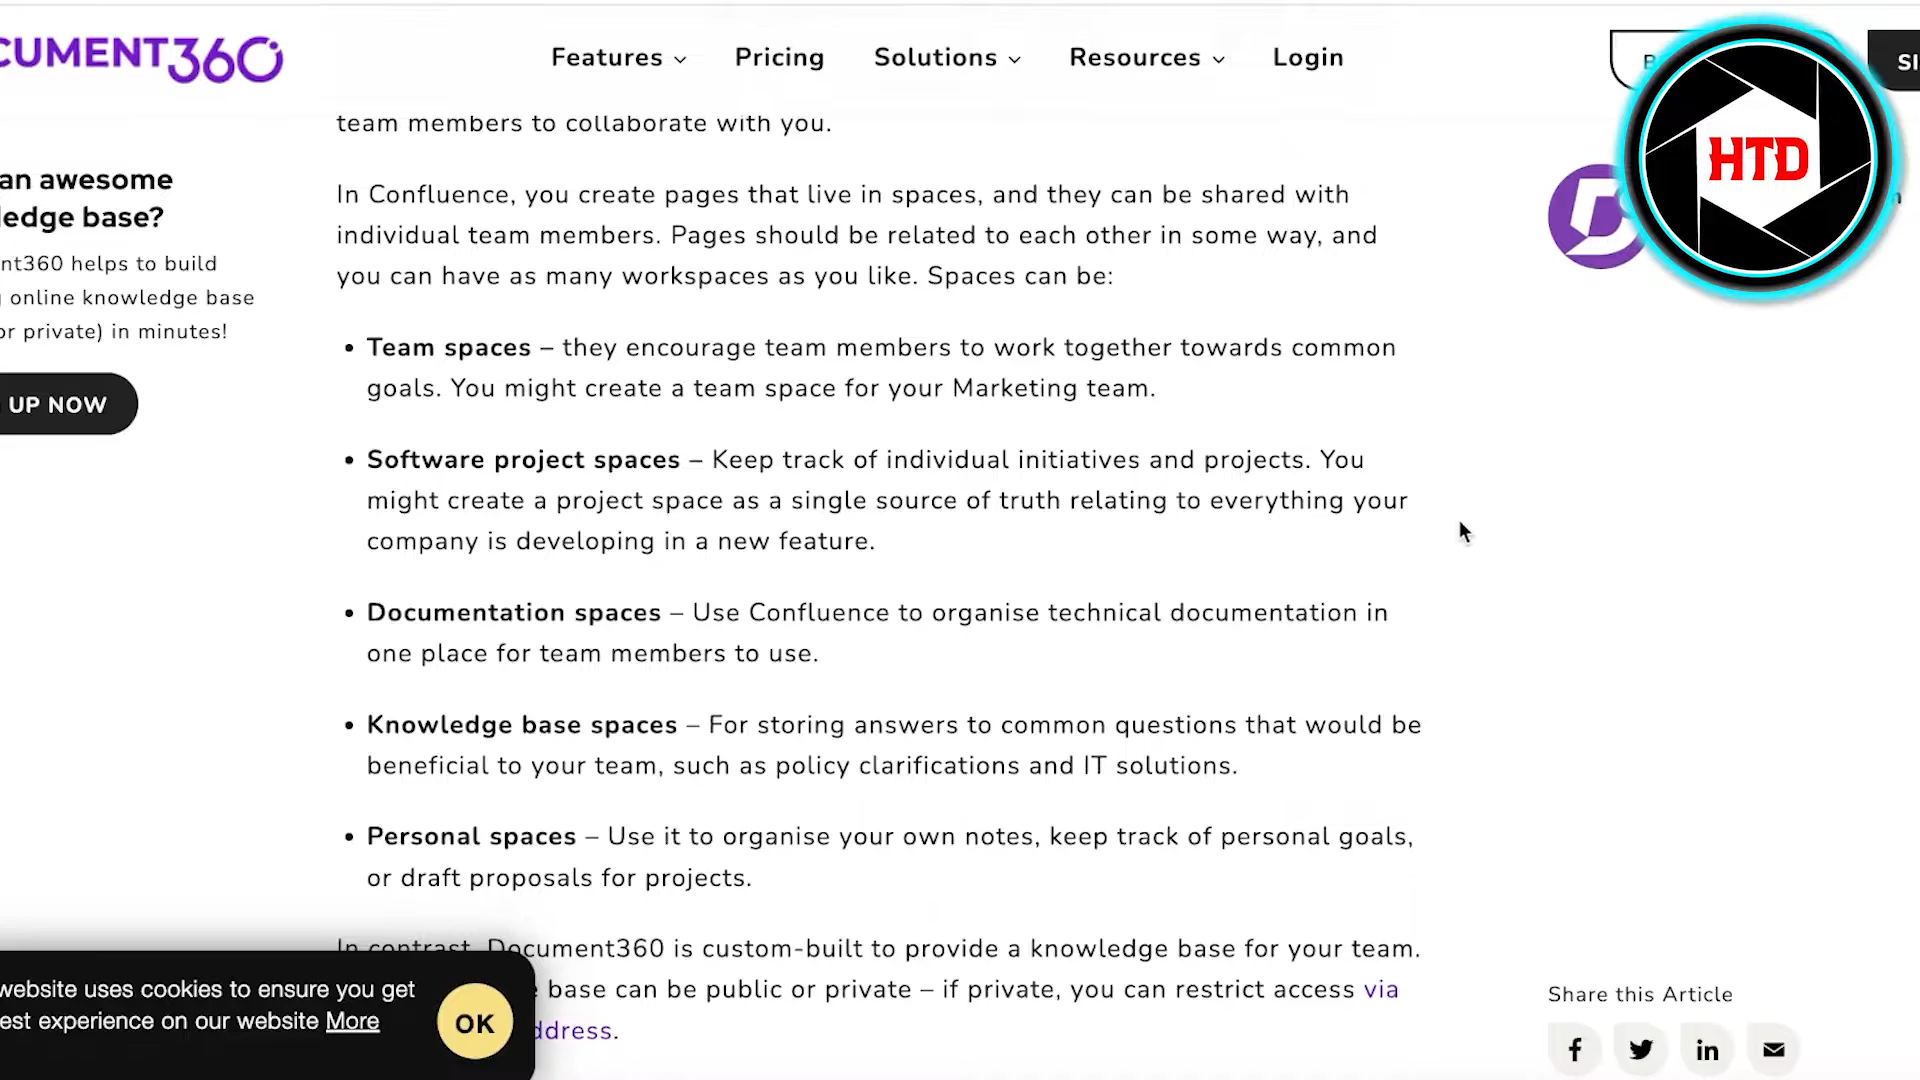 CUMENT360
Features
Pricing
Solutions
Resources
Login
SI
HTD
team members to collaborate with you.
an awesome
ledge base?
nt360 helps to build
online knowledge base
or private) in minutes!
UP NOW
In Confluence, you create pages that live in spaces, and they can be shared with
individual team members. Pages should be related to each other in some way, and
you can have as many workspaces as you like. Spaces can be:
• Team spaces – they encourage team members to work together towards common
goals. You might create a team space for your Marketing team.
• Software project spaces – Keep track of individual initiatives and projects. You
might create a project space as a single source of truth relating to everything your
company is developing in a new feature.
• Documentation spaces – Use Confluence to organise technical documentation in
one place for team members to use.
• Knowledge base spaces – For storing answers to common questions that would be
beneficial to your team, such as policy clarifications and IT solutions.
• Personal spaces – Use it to organise your own notes, keep track of personal goals,
or draft proposals for projects.
In contrast, Document360 is custom-built to provide a knowledge base for your team.
base can be public or private – if private, you can restrict access via
ddress.
website uses cookies to ensure you get
est experience on our website More
OK
Share this Article